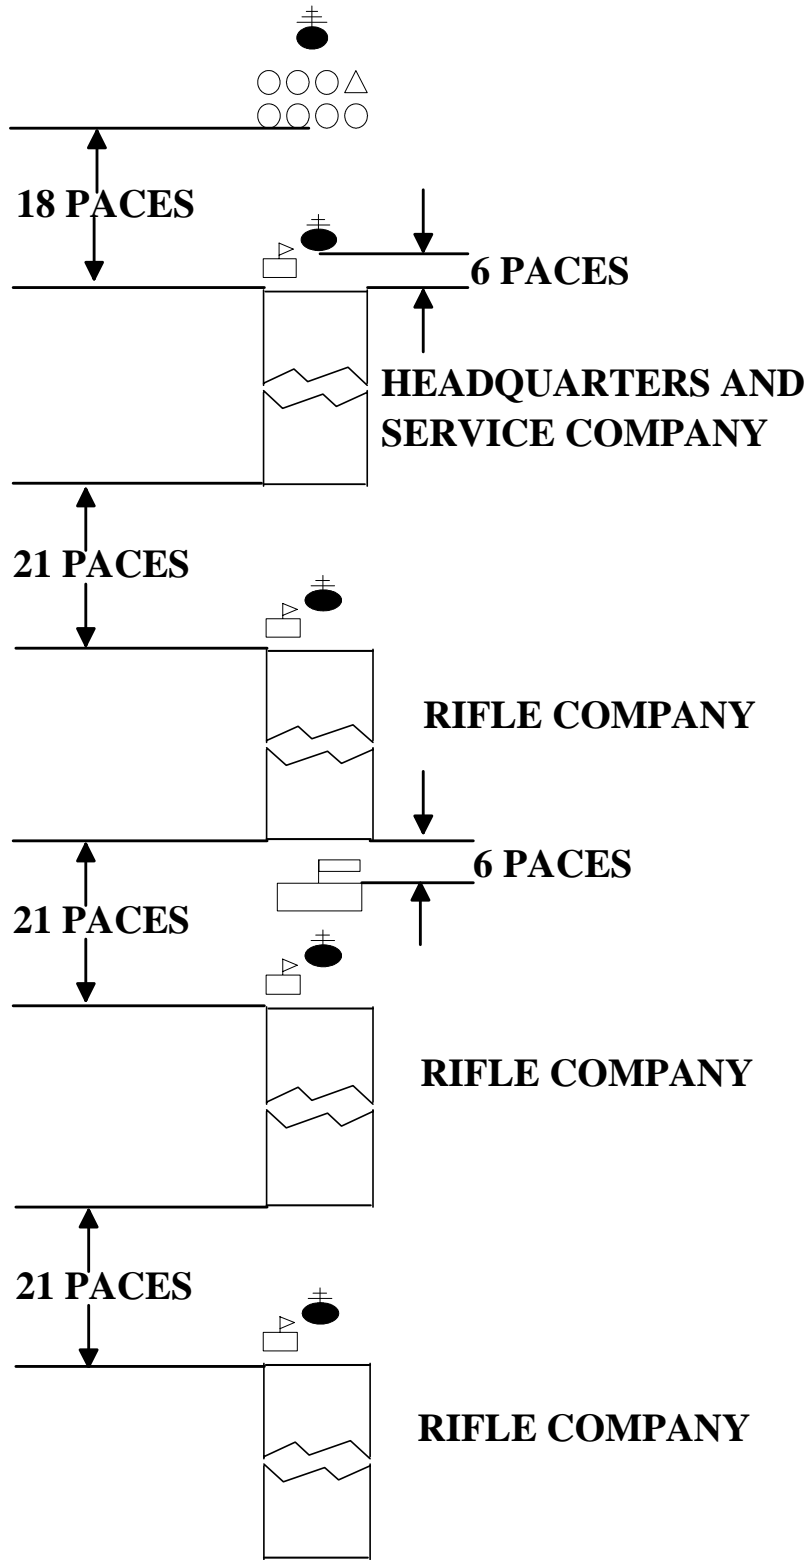 18 PACES
6 PACES
HEADQUARTERS AND
SERVICE COMPANY
21 PACES
RIFLE COMPANY
6 PACES
21 PACES
RIFLE COMPANY
21 PACES
RIFLE COMPANY